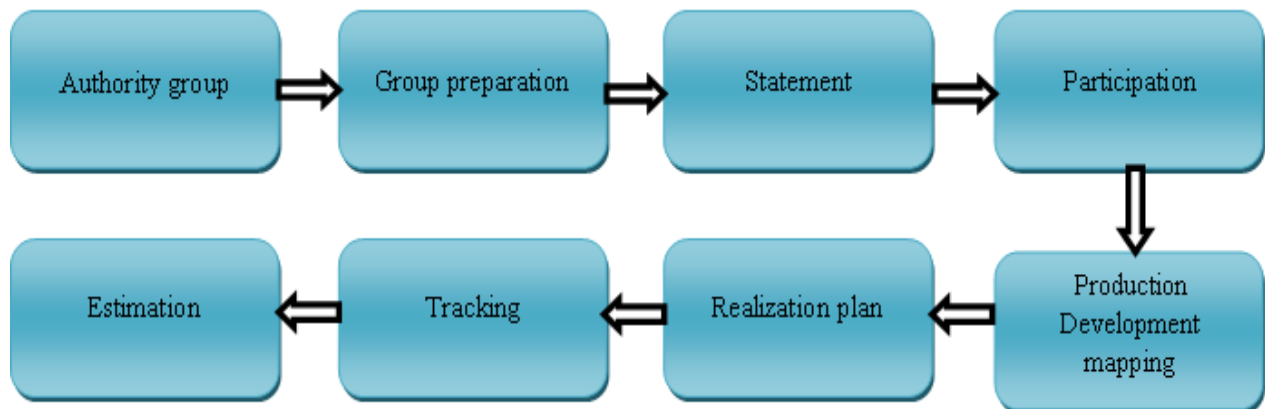 Authority group
Group preparation
Statement
Participation
Production
Development
mapping
Realization plan
Tracking
Estimation